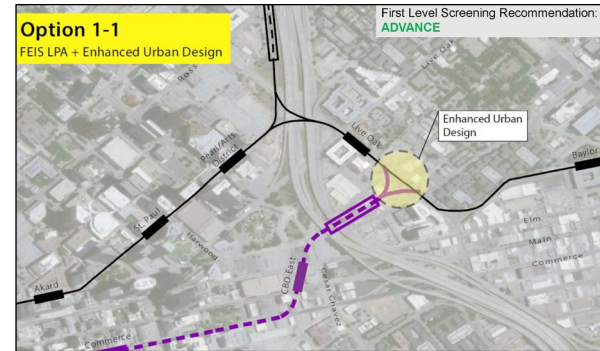 Option 1-1
FEIS LPA + Enhanced Urban Design
First Level Screening Recommendation:
ADVANCE
Ross
Live Oak
Enhanced Urban
Design
Live Oak
Pearl/Arts
District
Baylor
St. Paul
Harwood
Elm
Main
Commerce
CBD East
Cesar Chavez
Akard
Commerce